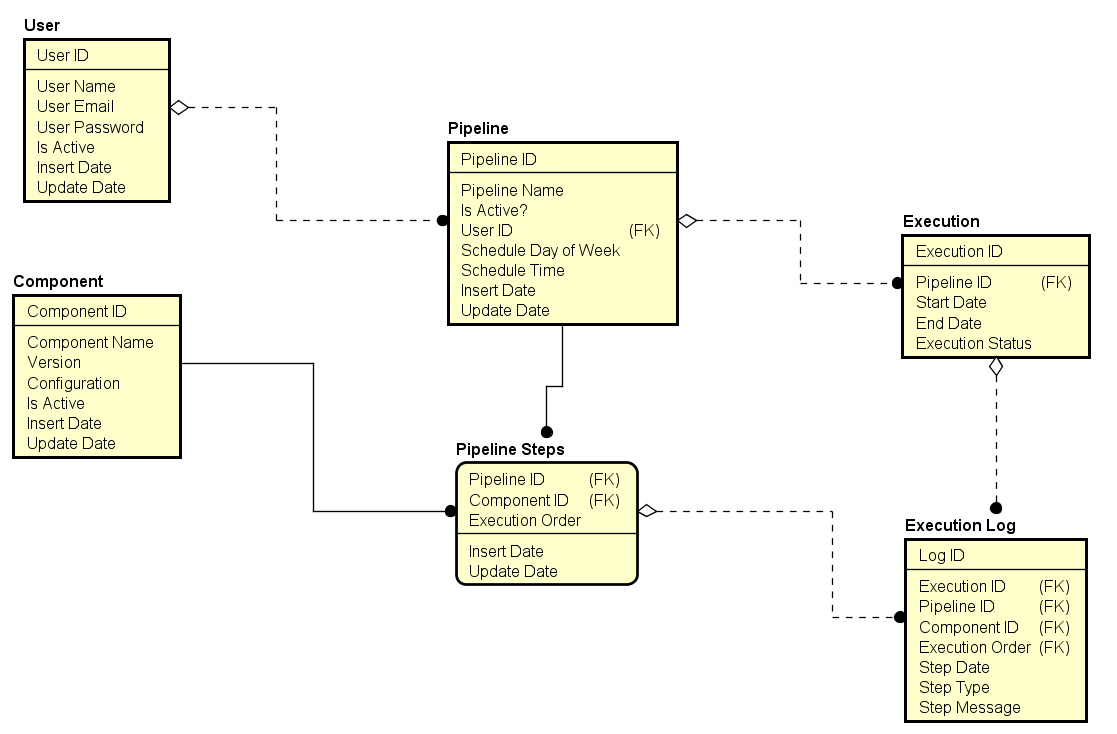 User
User ID
User Name
User Email
User Password
Is Active
Insert Date
Update Date
Pipeline
Pipeline ID
Pipeline Name
Is Active?
User ID (FK)
Schedule Day of Week
Schedule Time
Insert Date
Update Date
Execution
Execution ID
Pipeline ID (FK)
Start Date
End Date
Execution Status
Component
Component ID
Component Name
Version
Configuration
Is Active
Insert Date
Update Date
Pipeline Steps
Pipeline ID (FK)
Component ID (FK)
Execution Order
Insert Date
Update Date
Execution Log
Log ID
Execution ID (FK)
Pipeline ID (FK)
Component ID (FK)
Execution Order (FK)
Step Date
Step Type
Step Message